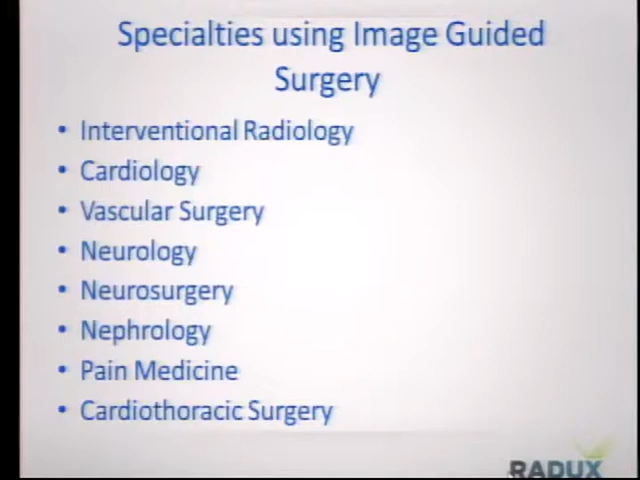 Specialties using Image Guided
Surgery
• Interventional Radiology
• Cardiology
• Vascular Surgery
• Neurology
• Neurosurgery
• Nephrology
• Pain Medicine
• Cardiothoracic Surgery
RADUX